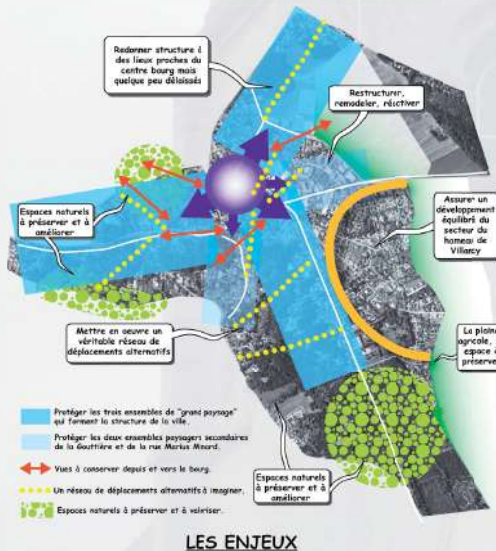 Redonner structure à
des lieux proches du
centre bourg mais
quelque peu délaissés
Restructurer,
remodeler, réactiver
Espaces naturels
à préserver et à
améliorer
Assurer un
développement
équilibré du
secteur du
hameau de
Villarcy
Mettre en oeuvre un
véritable réseau de
déplacements alternatifs
La plaine
agricole,
espace à
préserver
Espaces naturels
à préserver et à
améliorer
Protéger les trois ensembles de "grand paysage"
qui forment la structure de la ville.
Protéger les deux ensembles paysagers secondaires
de la Gouttière et de la rue Marius Minard.
Vues à conserver depuis et vers le bourg.
Un réseau de déplacements alternatifs à imaginer.
Espaces naturels à préserver et à valoriser.
LES ENJEUX